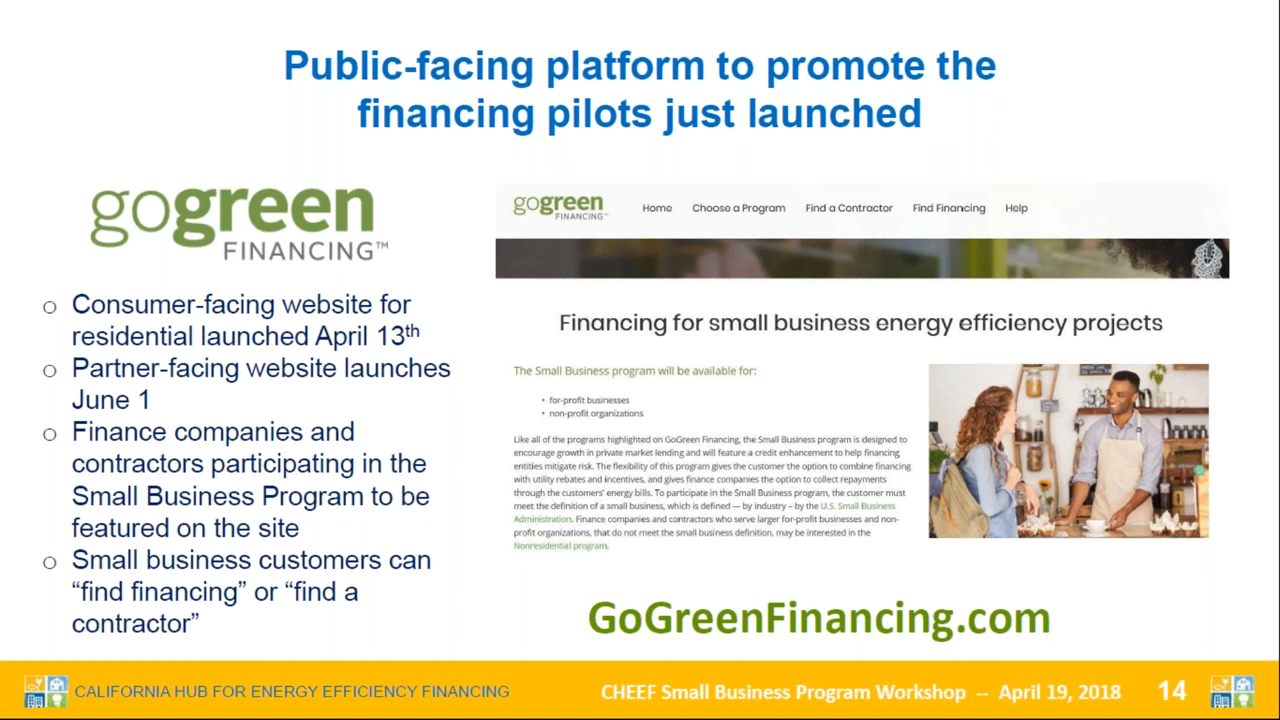 Public-facing platform to promote the
financing pilots just launched
gogreen
FINANCING™
o Consumer-facing website for
residential launched April 13th
o Partner-facing website launches
June 1
o Finance companies and
contractors participating in the
Small Business Program to be
featured on the site
o Small business customers can
“find financing” or “find a
contractor”
gogreen
FINANCING™
Home Choose a Program Find a Contractor Find Financing Help
Financing for small business energy efficiency projects
The Small Business program will be available for:
• for-profit businesses
• non-profit organizations
Like all of the programs highlighted on GoGreen Financing, the Small Business program is designed to
encourage growth in private market lending and will feature a credit enhancement to help financing
entities mitigate risk. The flexibility of this program gives the customer the option to combine financing
with utility rebates and incentives, and gives finance companies the option to collect repayments
through the customers' energy bills. To participate in the Small Business program, the customer must
meet the definition of a small business, which is defined — by industry – by the U.S. Small Business
Administration. Finance companies and contractors who serve larger for-profit businesses and non-
profit organizations, that do not meet the small business definition, may be interested in the
Nonresidential program.
GoGreenFinancing.com
CALIFORNIA HUB FOR ENERGY EFFICIENCY FINANCING
CHEEF Small Business Program Workshop -- April 19, 2018 14